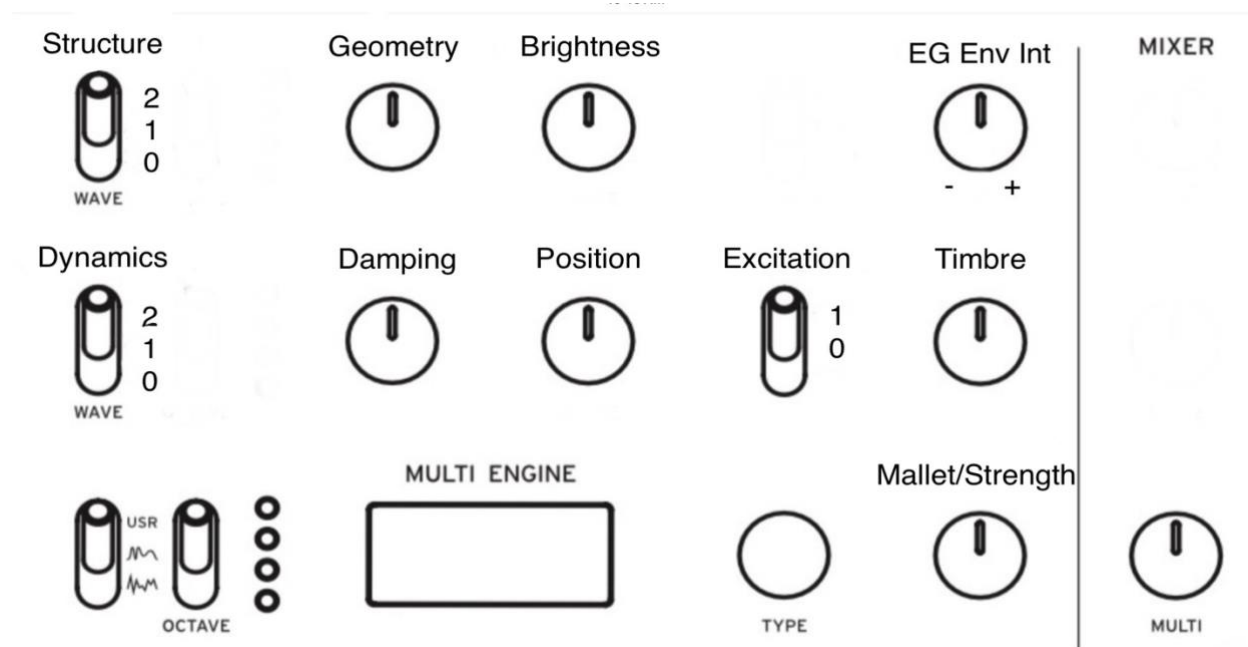 Structure
Geometry
Brightness
EG Env Int
MIXER
2
1
0
WAVE
- +
Dynamics
Damping
Position
Excitation
Timbre
2
1
0
1
0
WAVE
MULTI ENGINE
Mallet/Strength
USR
OCTAVE
TYPE
MULTI